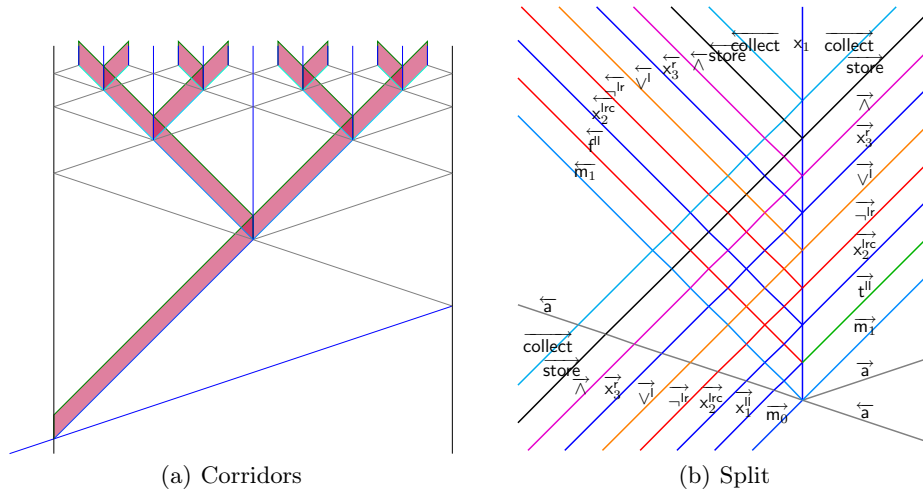 ←collect x₁ →collect
←store →store
←∧
←x₃ʳ
←∨ˡ
←¬ˡʳ
←x₂ˡʳᶜ
←fˡˡ
←m₁
→∧
→x₃ʳ
→∨ˡ
→¬ˡʳ
→x₂ˡʳᶜ
→tˡˡ
→m₁
→a
←a
←a
→collect
→store
→∧
→x₃ʳ
→∨ˡ
→¬ˡʳ
→x₂ˡʳᶜ
→x₁ˡˡ
→m₀
(a) Corridors
(b) Split